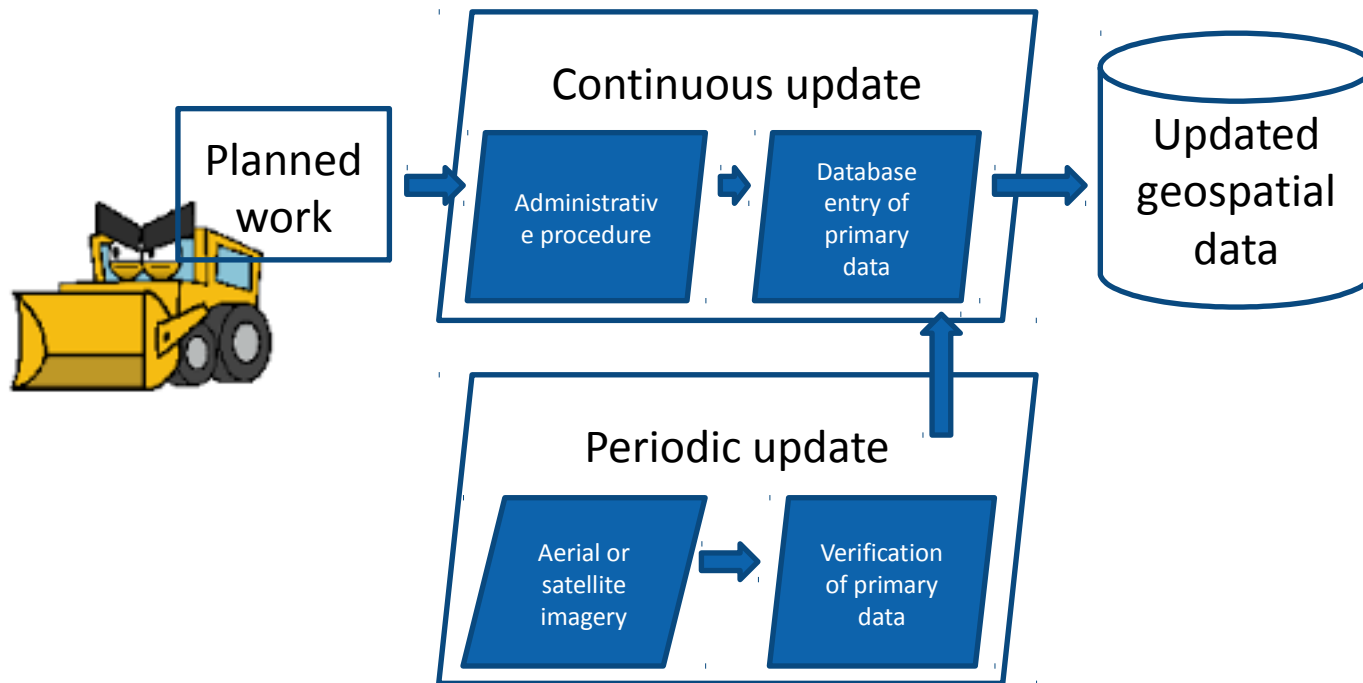 Continuous update
Planned
work
Administrativ
e procedure
Database
entry of
primary
data
Updated
geospatial
data
Periodic update
Aerial or
satellite
imagery
Verification
of primary
data